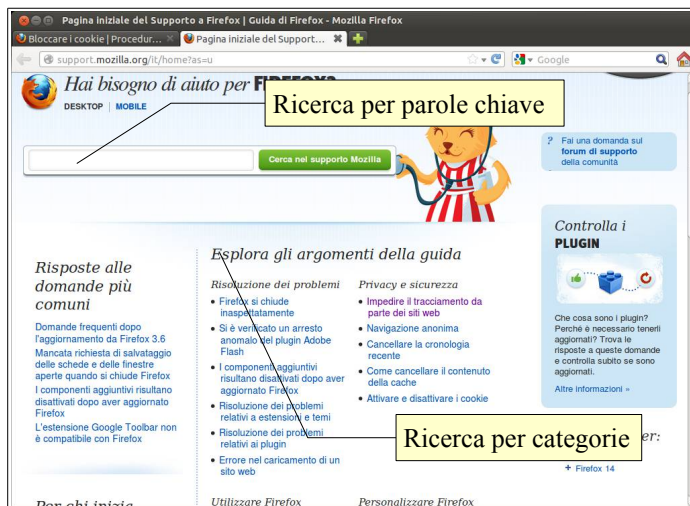 Pagina iniziale del Supporto a Firefox | Guida di Firefox - Mozilla Firefox
Bloccare i cookie | Procedur...
Pagina iniziale del Support...
support.mozilla.org/it/home?as=u
Google
Hai bisogno di aiuto per FIREFOX?
DESKTOP | MOBILE
Ricerca per parole chiave
Cerca nel supporto Mozilla
? Fai una domanda sul
forum di supporto
della comunità
Controlla i
PLUGIN
Che cosa sono i plugin?
Perché è necessario tenerli
aggiornati? Trova le
risposte a queste domande
e controlla subito se sono
aggiornati.
Altre informazioni »
Risposte alle
domande più
comuni
Domande frequenti dopo
l'aggiornamento da Firefox 3.6
Mancata richiesta di salvataggio
delle schede e delle finestre
aperte quando si chiude Firefox
I componenti aggiuntivi risultano
disattivati dopo aver aggiornato
Firefox
L'estensione Google Toolbar non
è compatibile con Firefox
Esplora gli argomenti della guida
Risoluzione dei problemi
• Firefox si chiude
inaspettatamente
• Si è verificato un arresto
anomalo del plugin Adobe
Flash
• I componenti aggiuntivi
risultano disattivati dopo aver
aggiornato Firefox
• Risoluzione dei problemi
relativi a estensioni e temi
• Risoluzione dei problemi
relativi ai plugin
• Errore nel caricamento di un
sito web
Privacy e sicurezza
• Impedire il tracciamento da
parte dei siti web
• Navigazione anonima
• Cancellare la cronologia
recente
• Come cancellare il contenuto
della cache
• Attivare e disattivare i cookie
Ricerca per categorie
er:
+ Firefox 14
Per chi inizia
Utilizzare Firefox
Personalizzare Firefox